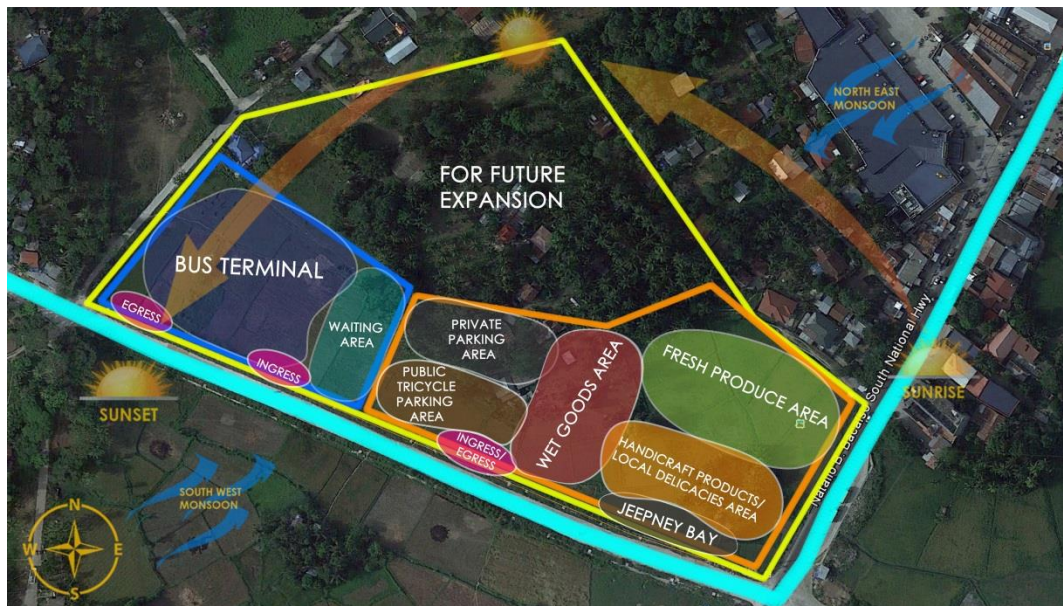 NORTH EAST
MONSOON
FOR FUTURE
EXPANSION
BUS TERMINAL
EGRESS
INGRESS
WAITING
AREA
PRIVATE
PARKING
AREA
PUBLIC
TRICYCLE
PARKING
AREA
INGRESS/
EGRESS
WET GOODS AREA
FRESH PRODUCE AREA
HANDICRAFT PRODUCTS/
LOCAL DELICACIES AREA
JEEPNEY BAY
Natalio B. Bacalso South National Hwy
SUNRISE
SUNSET
SOUTH WEST
MONSOON
N
W
E
S